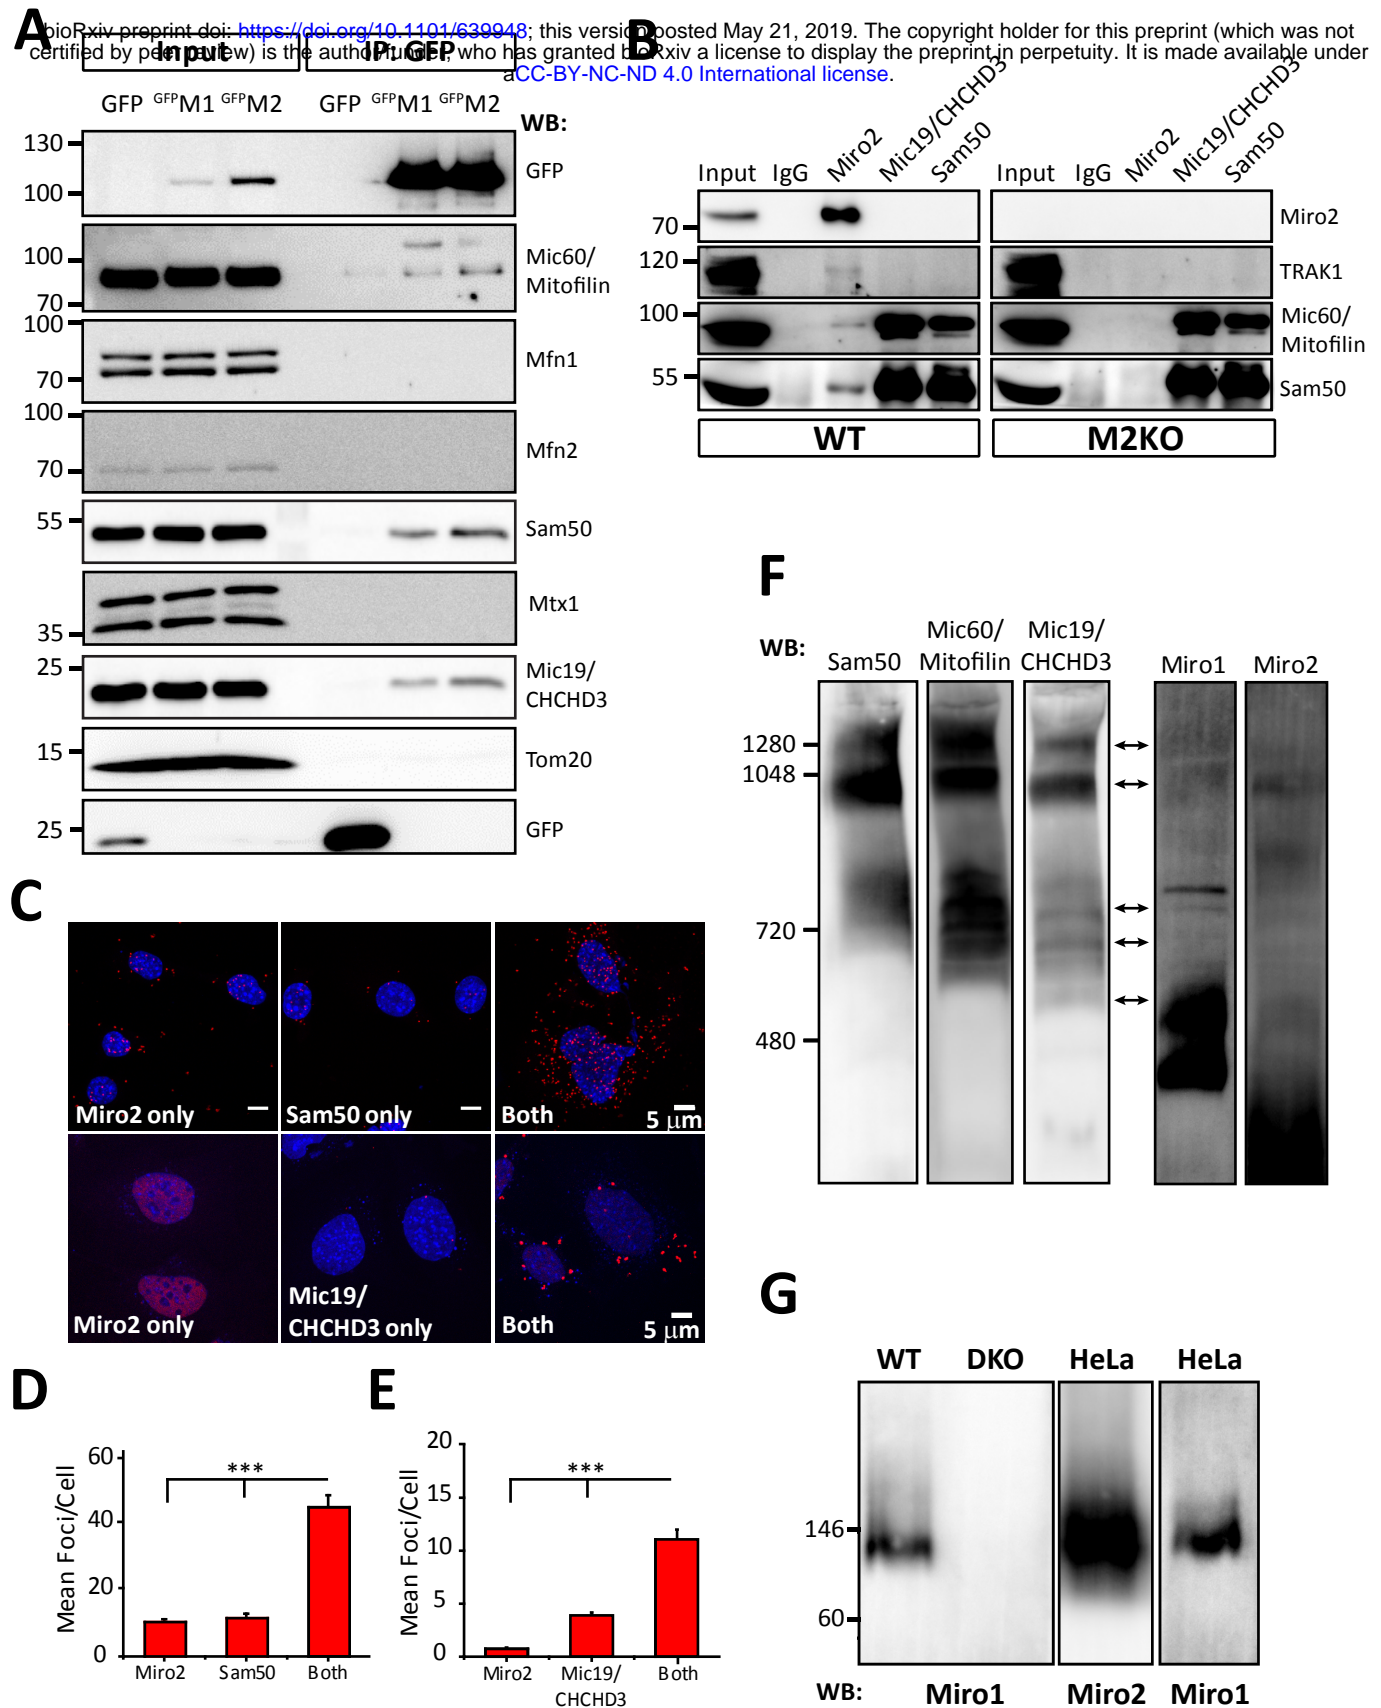 bioRxiv preprint doi: https://doi.org/10.1101/639948; this version posted May 21, 2019. The copyright holder for this preprint (which was not
certified by peer review) is the author/funder, who has granted bioRxiv a license to display the preprint in perpetuity. It is made available under
aCC-BY-NC-ND 4.0 International license.
A
Input
IP: GFP
GFP
GFPM1
GFPM2
GFP
GFPM1
GFPM2
WB:
130
100
GFP
100
70
Mic60/
Mitofilin
100
70
Mfn1
100
70
Mfn2
55
Sam50
35
Mtx1
25
Mic19/
CHCHD3
15
Tom20
25
GFP
B
Input
IgG
Miro2
Mic19/CHCHD3
Sam50
Input
IgG
Miro2
Mic19/CHCHD3
Sam50
70
Miro2
120
TRAK1
100
Mic60/
Mitofilin
55
Sam50
WT
M2KO
C
Miro2 only
Sam50 only
Both
5 μm
Miro2 only
Mic19/
CHCHD3 only
Both
5 μm
D
Mean Foci/Cell
60
40
20
0
***
Miro2
Sam50
Both
E
Mean Foci/Cell
20
15
10
5
0
***
Miro2
Mic19/
CHCHD3
Both
F
WB:
Sam50
Mic60/
Mitofilin
Mic19/
CHCHD3
Miro1
Miro2
1280
1048
720
480
G
WT
DKO
HeLa
HeLa
146
60
WB:
Miro1
Miro2
Miro1